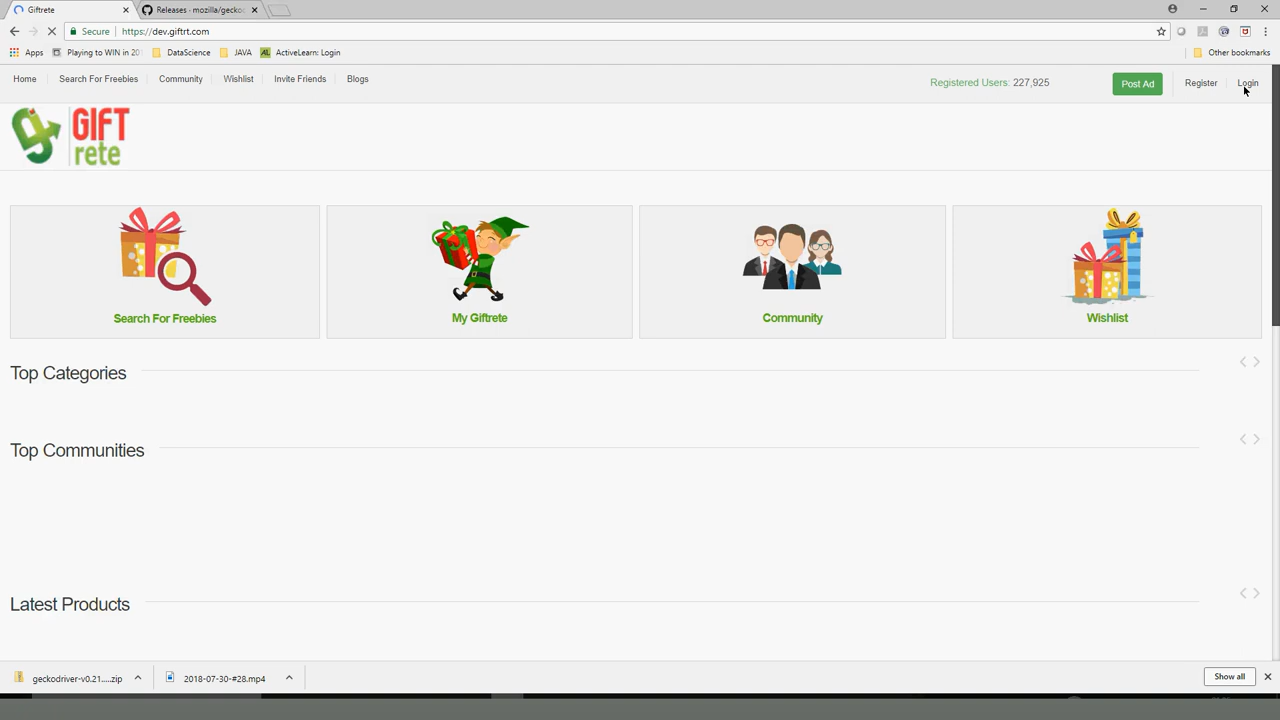 Giftrete
Releases - mozilla/geckoc
Secure https://dev.giftrt.com
Apps Playing to WIN in 20 DataScience JAVA AL ActiveLearn: Login Other bookmarks
Home Search For Freebies Community Wishlist Invite Friends Blogs Registered Users: 227,925 Post Ad Register Login
GIFT
rete
Search For Freebies My Giftrete Community Wishlist
Top Categories
Top Communities
Latest Products
geckodriver-v0.21.....zip 2018-07-30-#28.mp4 Show all